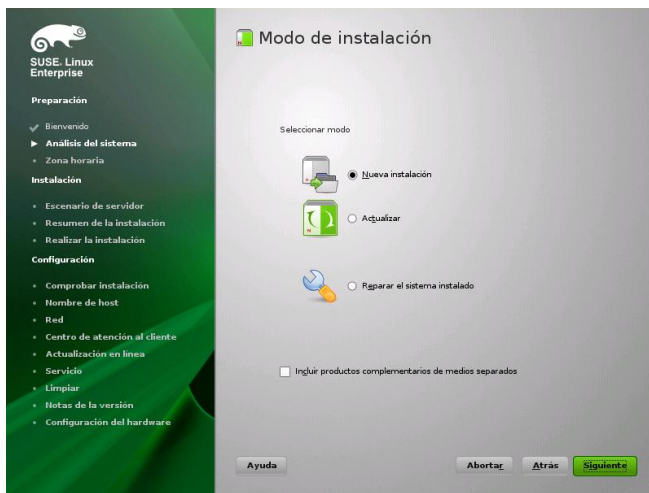 SUSE. Linux
Enterprise
Preparación
Bienvenido
Análisis del sistema
Zona horaria
Instalación
Escenario de servidor
Resumen de la instalación
Realizar la instalación
Configuración
Comprobar instalación
Nombre de host
Red
Centro de atención al cliente
Actualización en línea
Servicio
Limpiar
Notas de la versión
Configuración del hardware
Modo de instalación
Seleccionar modo
Nueva instalación
Actualizar
Reparar el sistema instalado
Incluir productos complementarios de medios separados
Ayuda
Abortar
Atrás
Siguiente